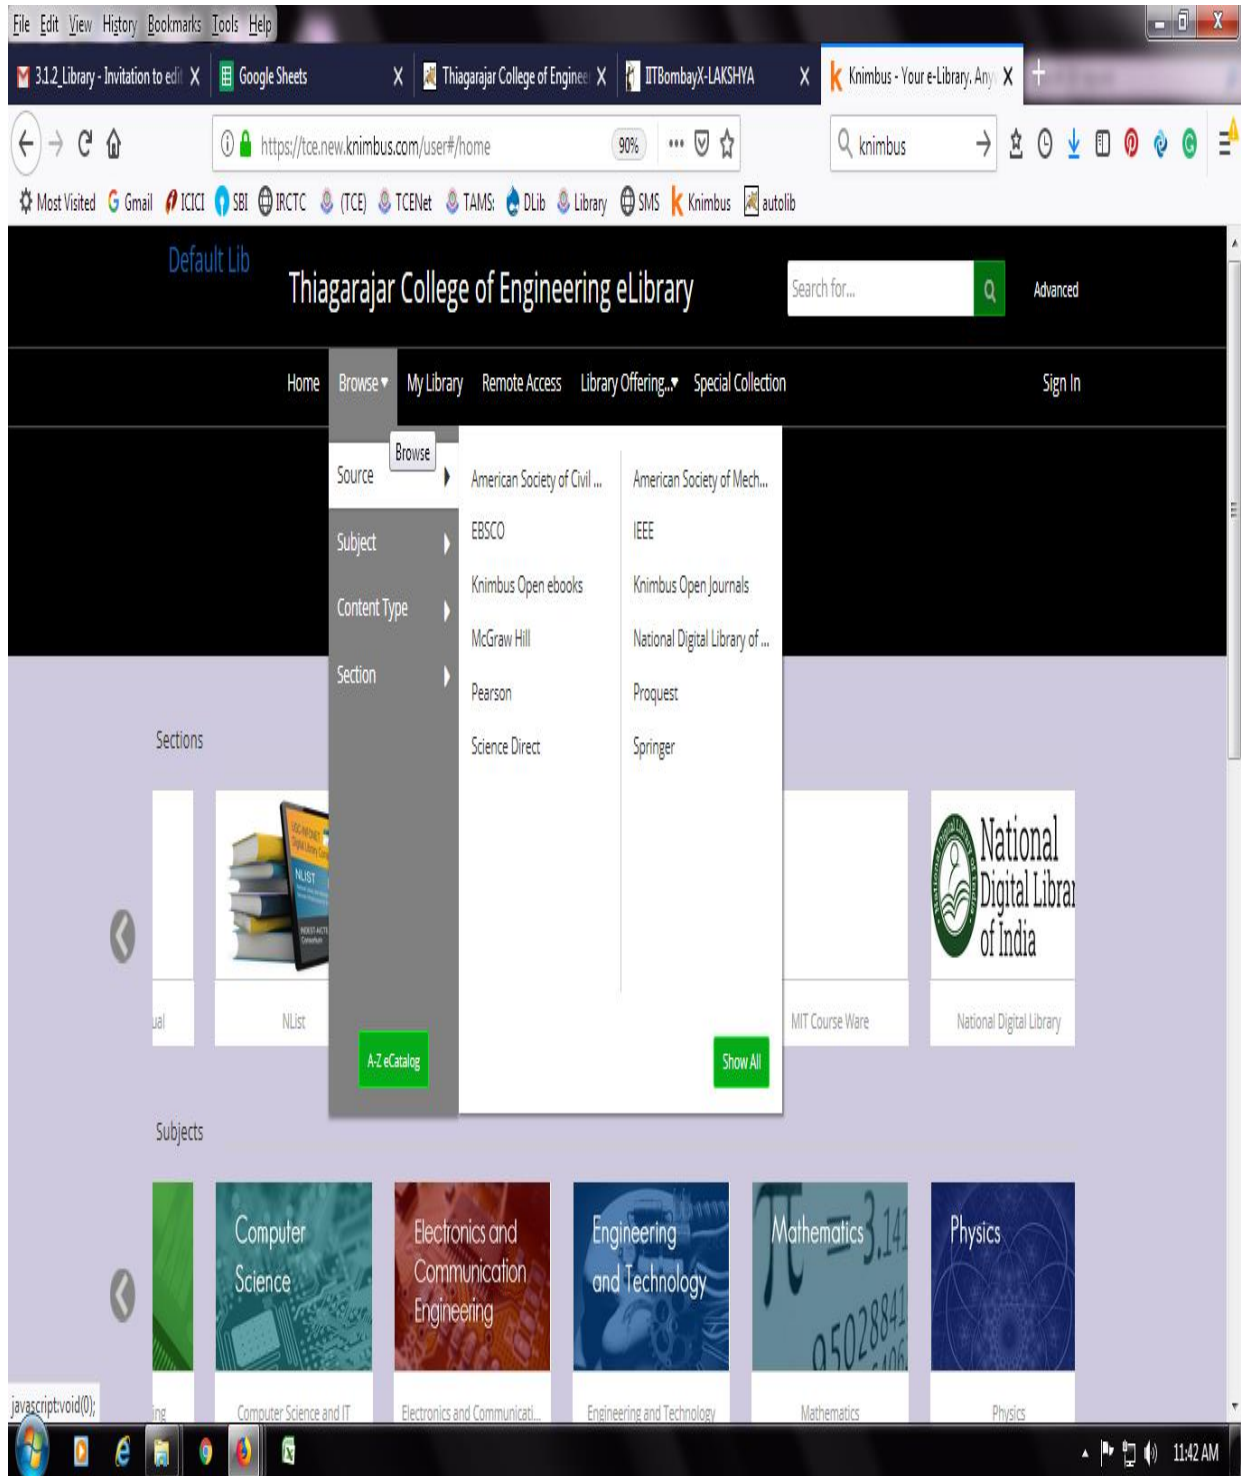 File Edit View History Bookmarks Tools Help
3.1.2_Library - Invitation to edi
Google Sheets
Thiagarajar College of Enginee
IITBombayX-LAKSHYA
Knimbus - Your e-Library. Any
https://tce.new.knimbus.com/user#/home
90%
knimbus
Most Visited Gmail ICICI SBI IRCTC (TCE) TCENet TAMS: DLib Library SMS Knimbus autolib
Default Lib
Thiagarajar College of Engineering eLibrary
Search for...
Advanced
Home Browse My Library Remote Access Library Offering... Special Collection Sign In
Browse
Source
Subject
Content Type
Section
American Society of Civil ... American Society of Mech...
EBSCO IEEE
Knimbus Open ebooks Knimbus Open Journals
McGraw Hill National Digital Library of ...
Pearson Proquest
Science Direct Springer
A-Z eCatalog
Show All
Sections
NLIST
National
Digital Librar
of India
ual
NList
MIT Course Ware
National Digital Library
Subjects
Computer
Science
Electronics and
Communication
Engineering
Engineering
and Technology
Mathematics
= 3.141
95028841
Physics
ing
Computer Science and IT
Electronics and Communicati...
Engineering and Technology
Mathematics
Physics
javascript:void(0);
11:42 AM